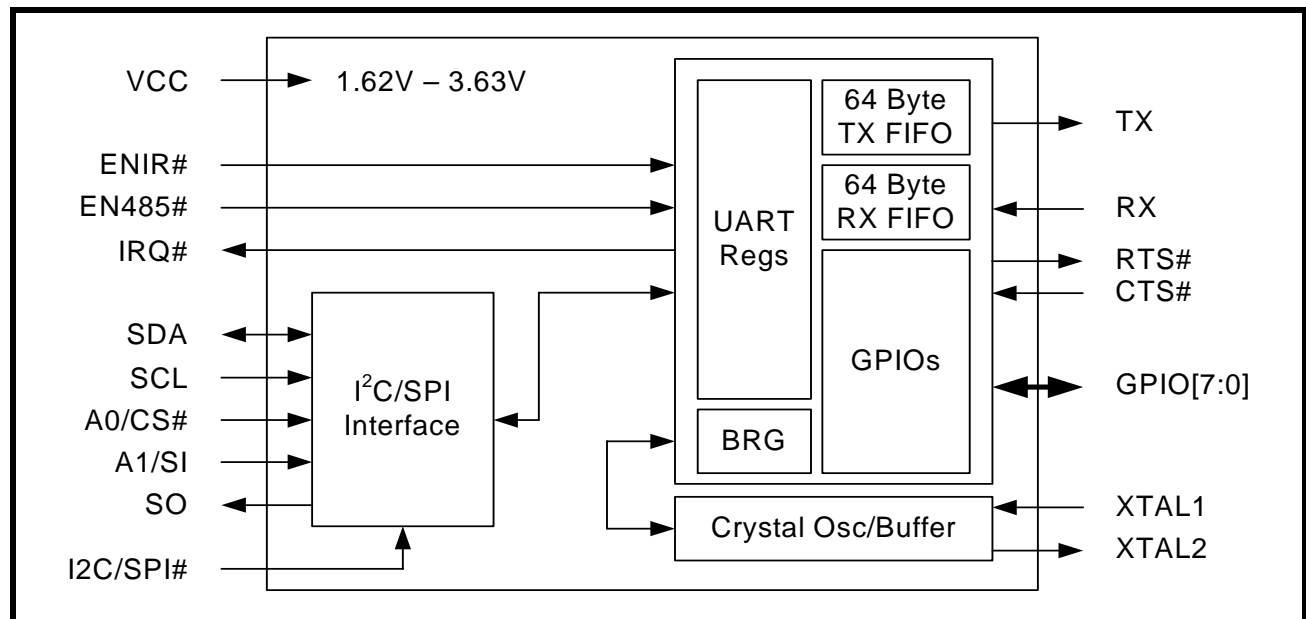 VCC
1.62V – 3.63V
ENIR#
EN485#
IRQ#
SDA
SCL
A0/CS#
A1/SI
SO
I2C/SPI#
I²C/SPI
Interface
UART
Regs
64 Byte
TX FIFO
64 Byte
RX FIFO
GPIOs
BRG
Crystal Osc/Buffer
TX
RX
RTS#
CTS#
GPIO[7:0]
XTAL1
XTAL2